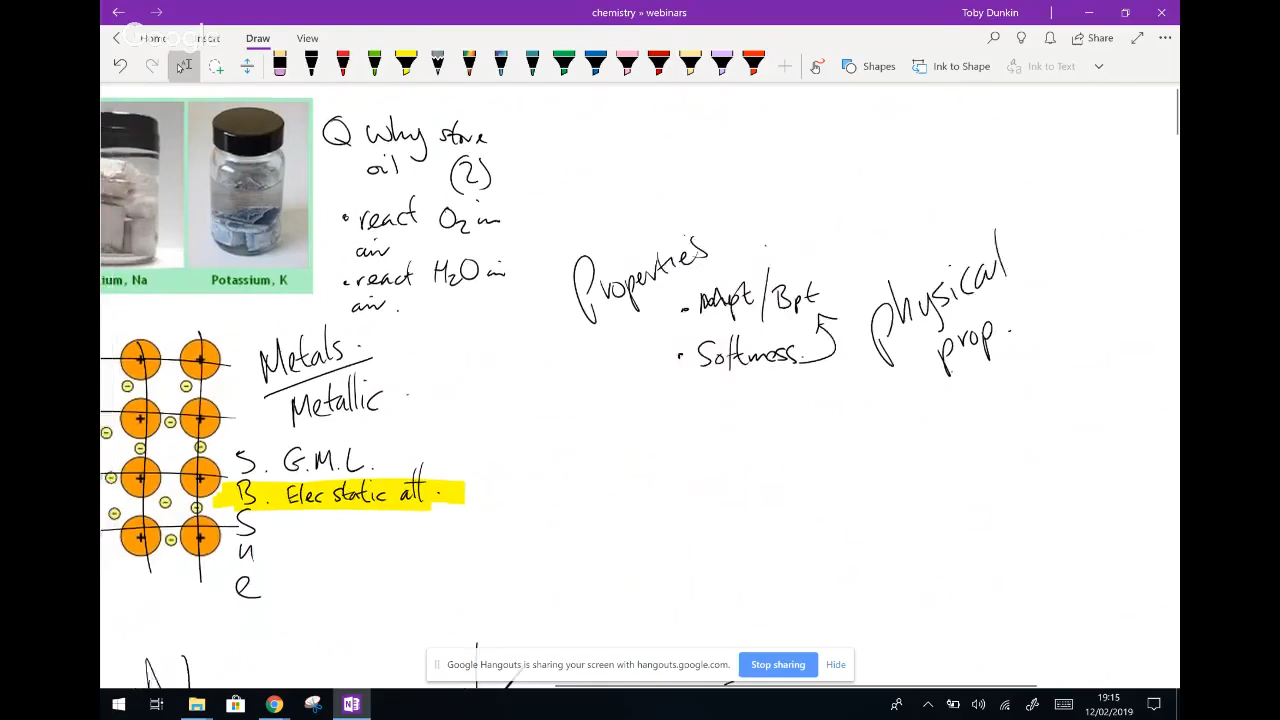 chemistry » webinars
Toby Dunkin
Google
Home
Insert
Draw
View
Share
Shapes
Ink to Shape
Ink to Text
Q Why store
oil (2)
• react O2 in
air
• react H2O in
air.
ium, Na
Potassium, K
Properties
• Mpt/Bpt
• Softness
physical
prop.
Metals.
Metallic
S. G.M.L.
B. Elec static att.
S
u
e
Google Hangouts is sharing your screen with hangouts.google.com.
Stop sharing
Hide
19:15
12/02/2019